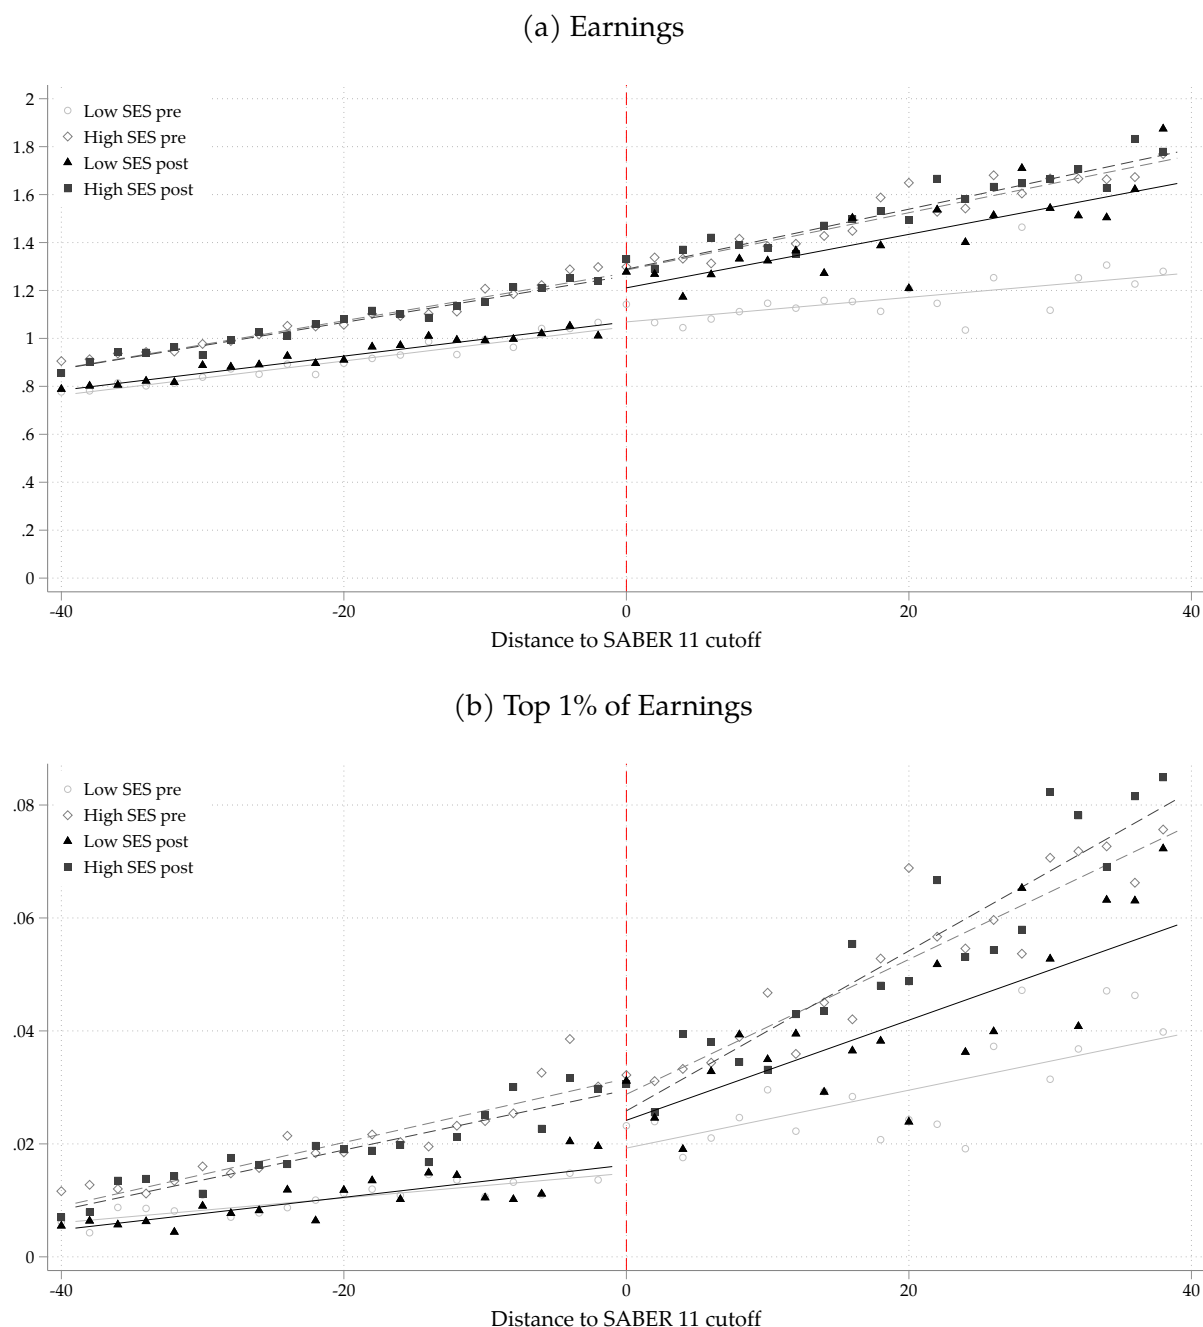 (a) Earnings
2
1.8
1.6
1.4
1.2
1
.8
.6
.4
.2
0
Low SES pre
High SES pre
Low SES post
High SES post
-40 -20 0 20 40
Distance to SABER 11 cutoff
(b) Top 1% of Earnings
.08
.06
.04
.02
0
Low SES pre
High SES pre
Low SES post
High SES post
-40 -20 0 20 40
Distance to SABER 11 cutoff